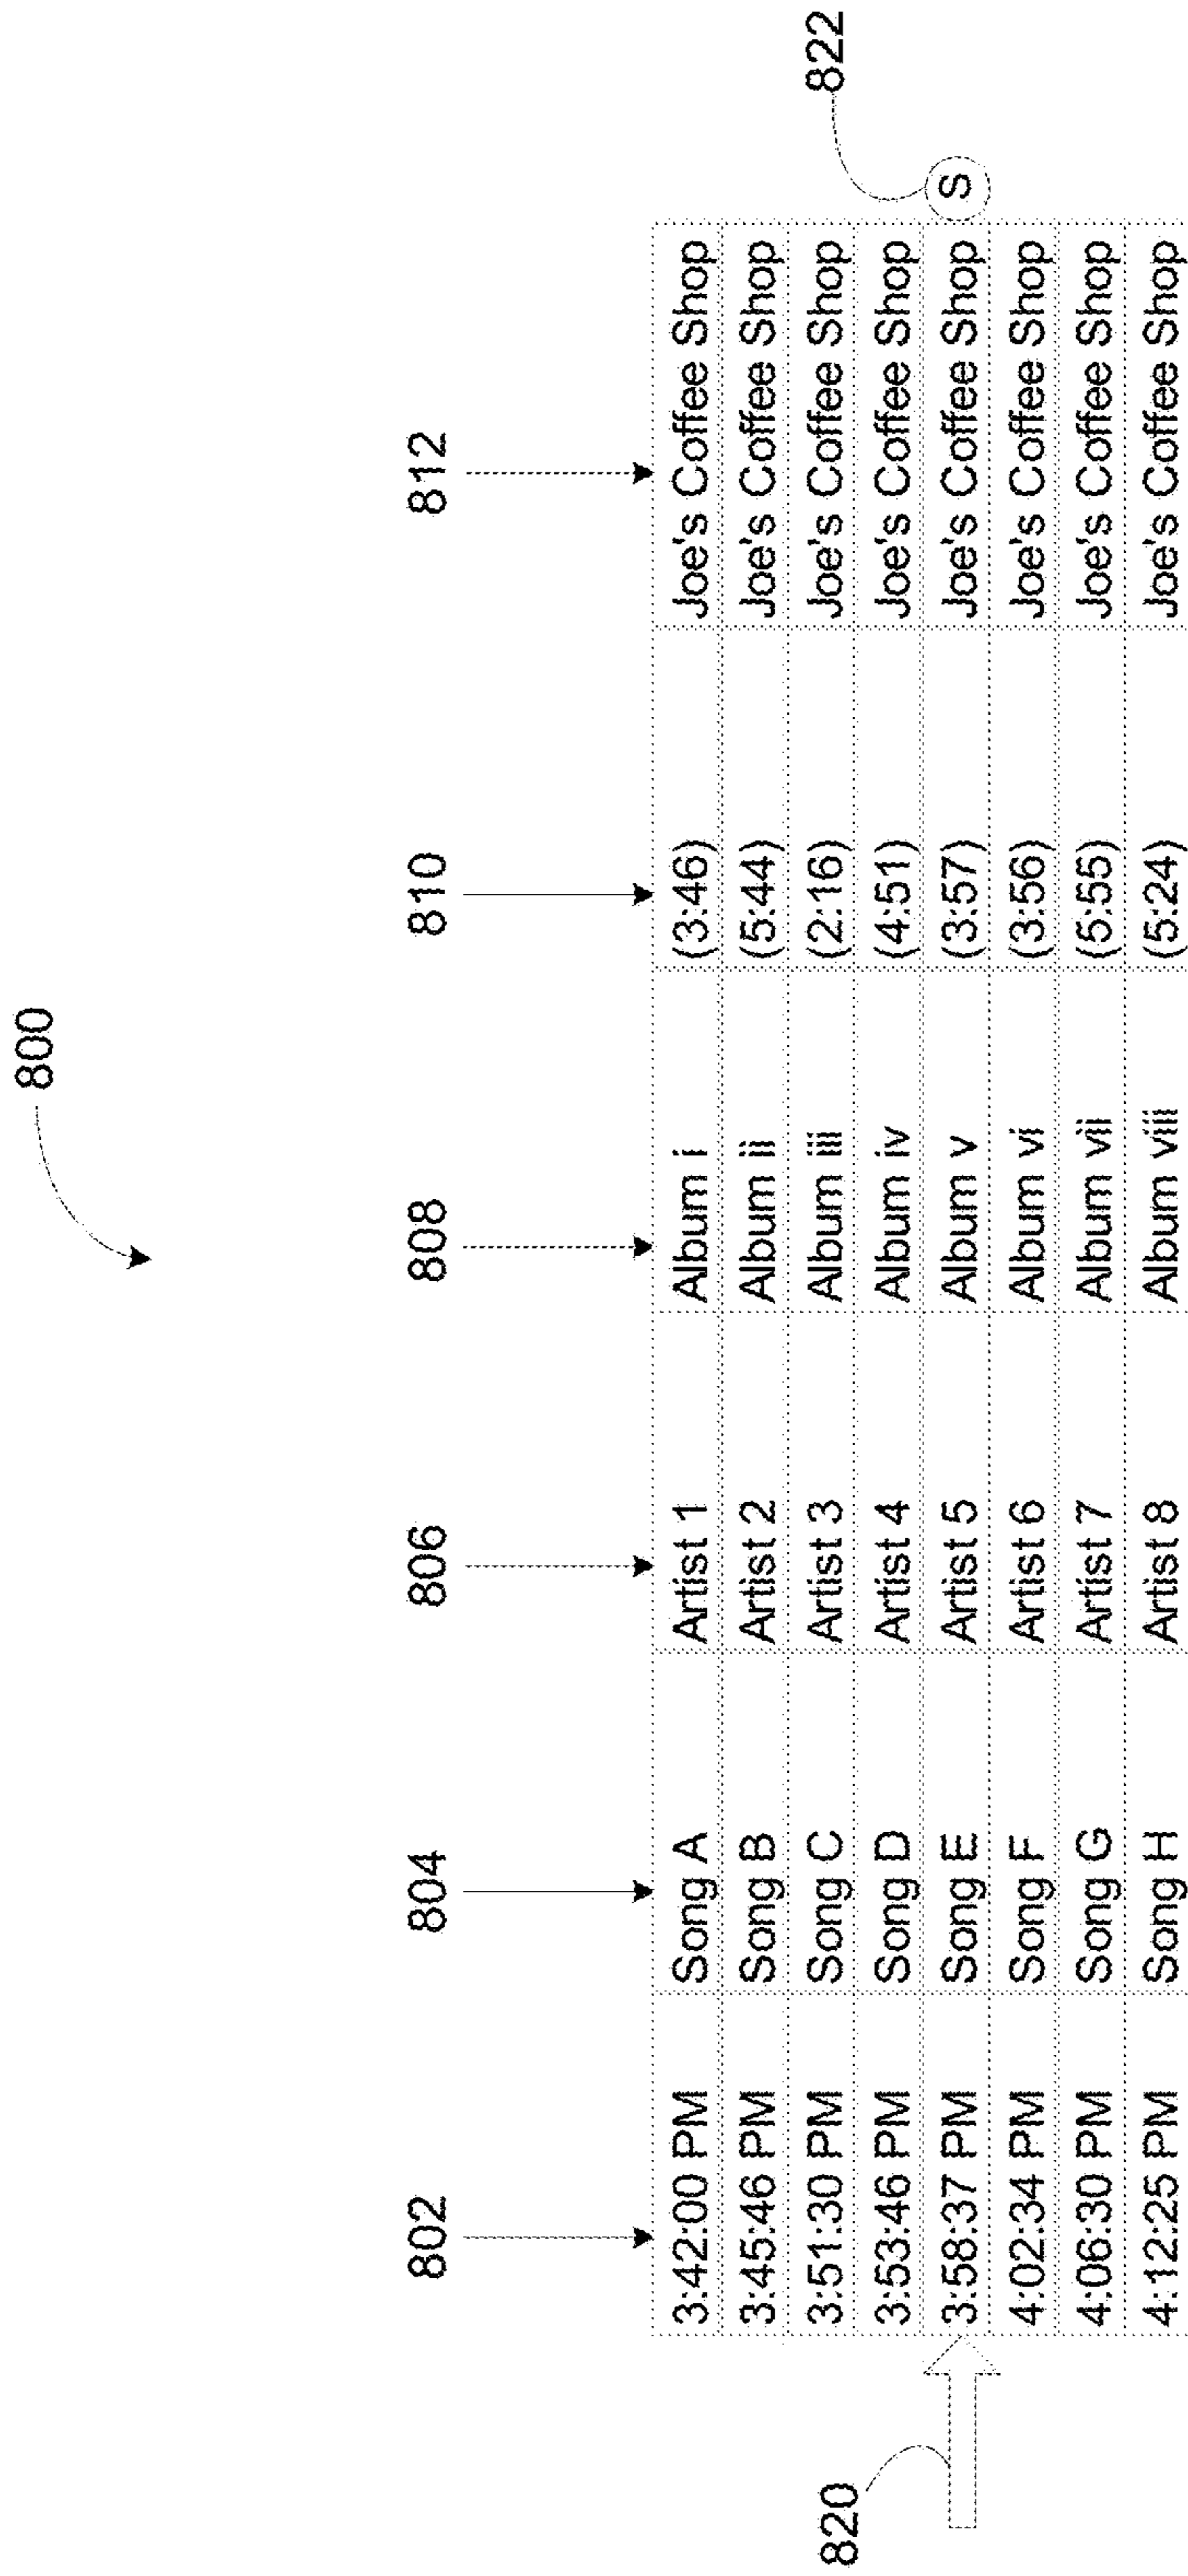 800
802 804 806 808 810 812
3:42:00 PM Song A Artist 1 Album i (3:46) Joe's Coffee Shop
3:45:46 PM Song B Artist 2 Album ii (5:44) Joe's Coffee Shop
3:51:30 PM Song C Artist 3 Album iii (2:16) Joe's Coffee Shop
3:53:46 PM Song D Artist 4 Album iv (4:51) Joe's Coffee Shop
3:58:37 PM Song E Artist 5 Album v (3:57) Joe's Coffee Shop S
4:02:34 PM Song F Artist 6 Album vi (3:56) Joe's Coffee Shop
4:06:30 PM Song G Artist 7 Album vii (5:55) Joe's Coffee Shop
4:12:25 PM Song H Artist 8 Album viii (5:24) Joe's Coffee Shop
820
822